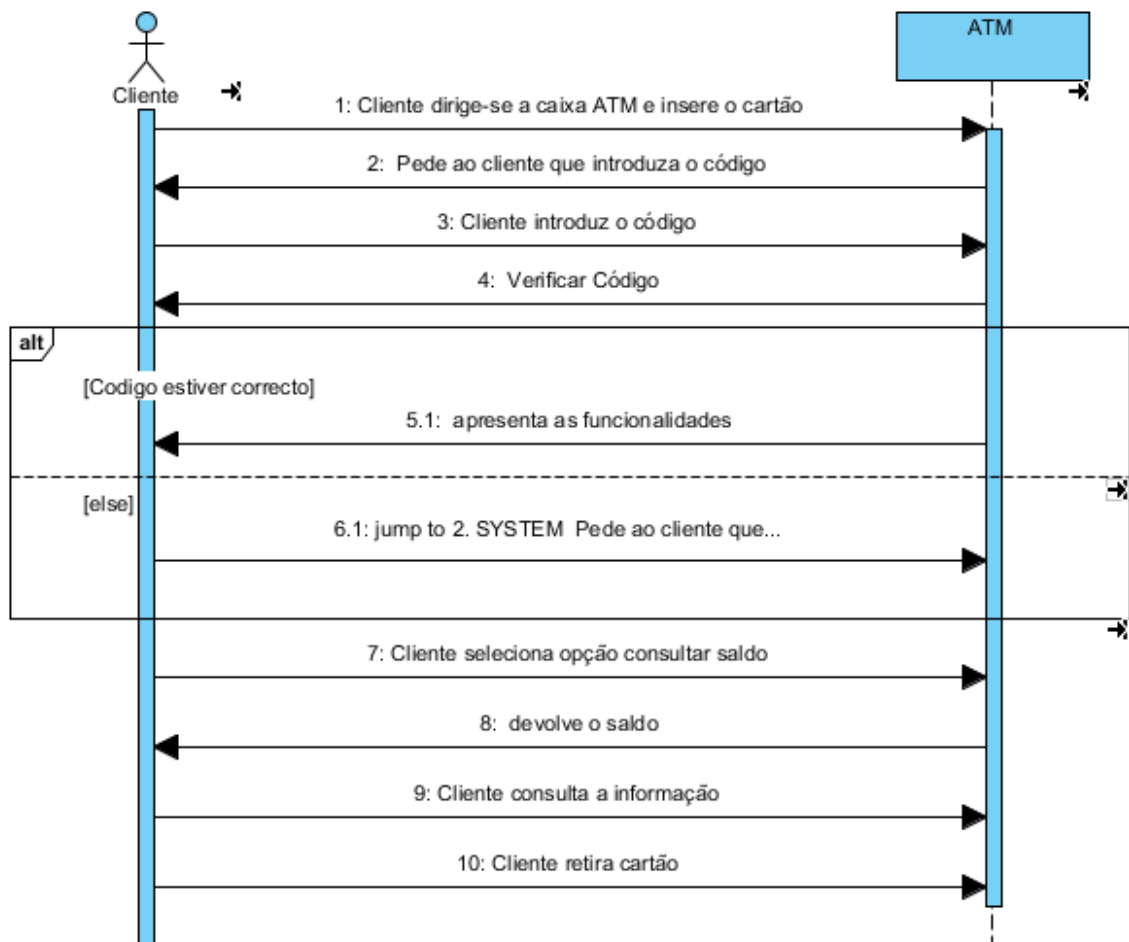 ATM
Cliente
1: Cliente dirige-se a caixa ATM e insere o cartão
2: Pede ao cliente que introduza o código
3: Cliente introduz o código
4: Verificar Código
alt
[Codigo estiver correcto]
5.1: apresenta as funcionalidades
[else]
6.1: jump to 2. SYSTEM Pede ao cliente que...
7: Cliente seleciona opção consultar saldo
8: devolve o saldo
9: Cliente consulta a informação
10: Cliente retira cartão